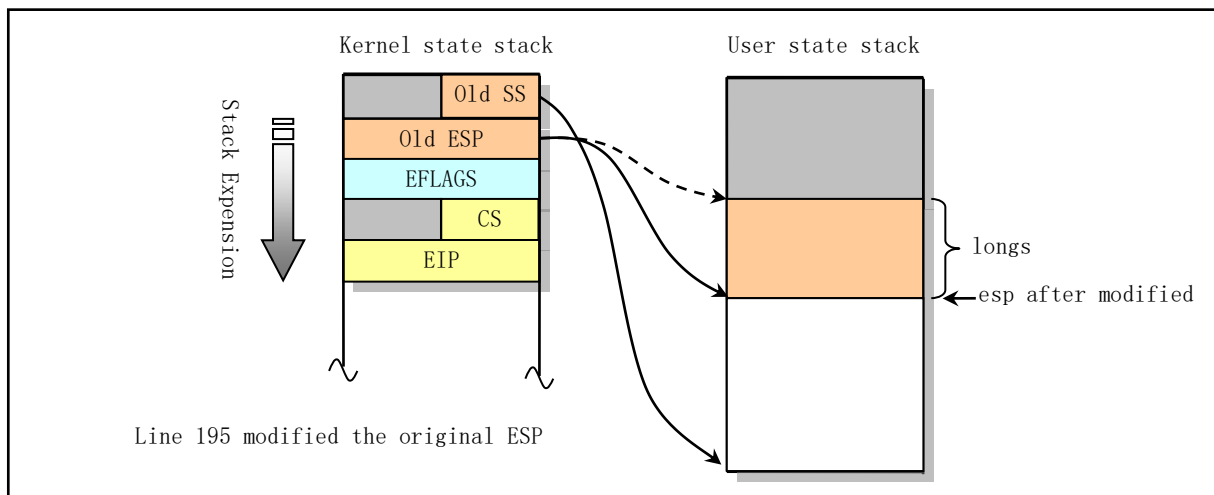 Kernel state stack
User state stack
Stack Expension
Old SS
Old ESP
EFLAGS
CS
EIP
longs
esp after modified
Line 195 modified the original ESP